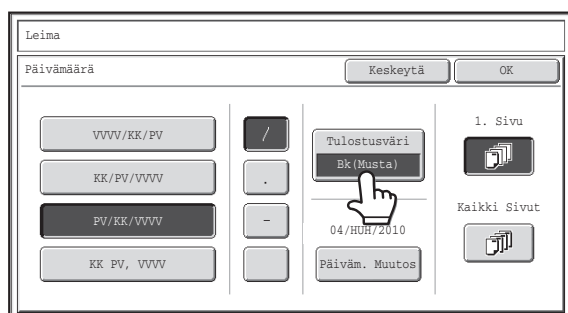 Leima
Päivämäärä
Keskeytä
OK
VVVV/KK/PV
KK/PV/VVVV
PV/KK/VVVV
KK PV, VVVV
/
.
-
Tulostusväri
Bk(Musta)
04/HUH/2010
Päiväm. Muutos
1. Sivu
Kaikki Sivut